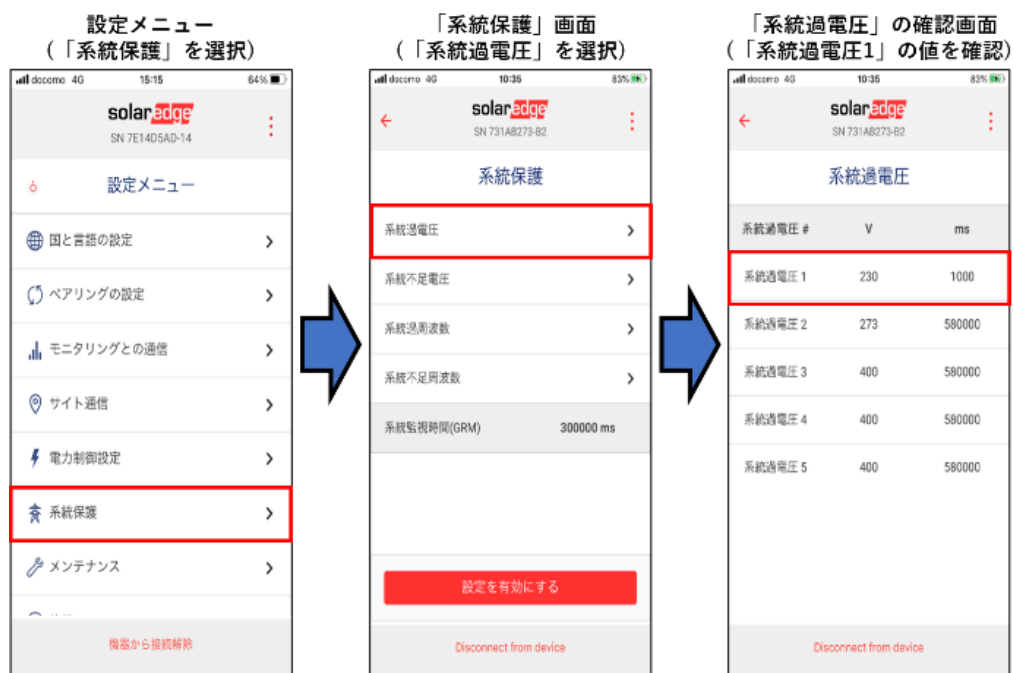 設定メニュー
(「系統保護」を選択)
docomo 4G 15:15 64%
solaredge
SN 7E14D5AD-14
設定メニュー
国と言語の設定
ペアリングの設定
モニタリングとの通信
サイト通信
電力制御設定
系統保護
メンテナンス
機器から接続解除
「系統保護」画面
(「系統過電圧」を選択)
docomo 4G 10:35 83%
solaredge
SN 731AB273-B2
系統保護
系統過電圧
系統不足電圧
系統過周波数
系統不足周波数
系統監視時間(GRM) 300000 ms
設定を有効にする
Disconnect from device
「系統過電圧」の確認画面
(「系統過電圧1」の値を確認)
docomo 4G 10:35 83%
solaredge
SN 731AB273-B2
系統過電圧
系統過電圧 # V ms
系統過電圧 1 230 1000
系統過電圧 2 273 580000
系統過電圧 3 400 580000
系統過電圧 4 400 580000
系統過電圧 5 400 580000
Disconnect from device